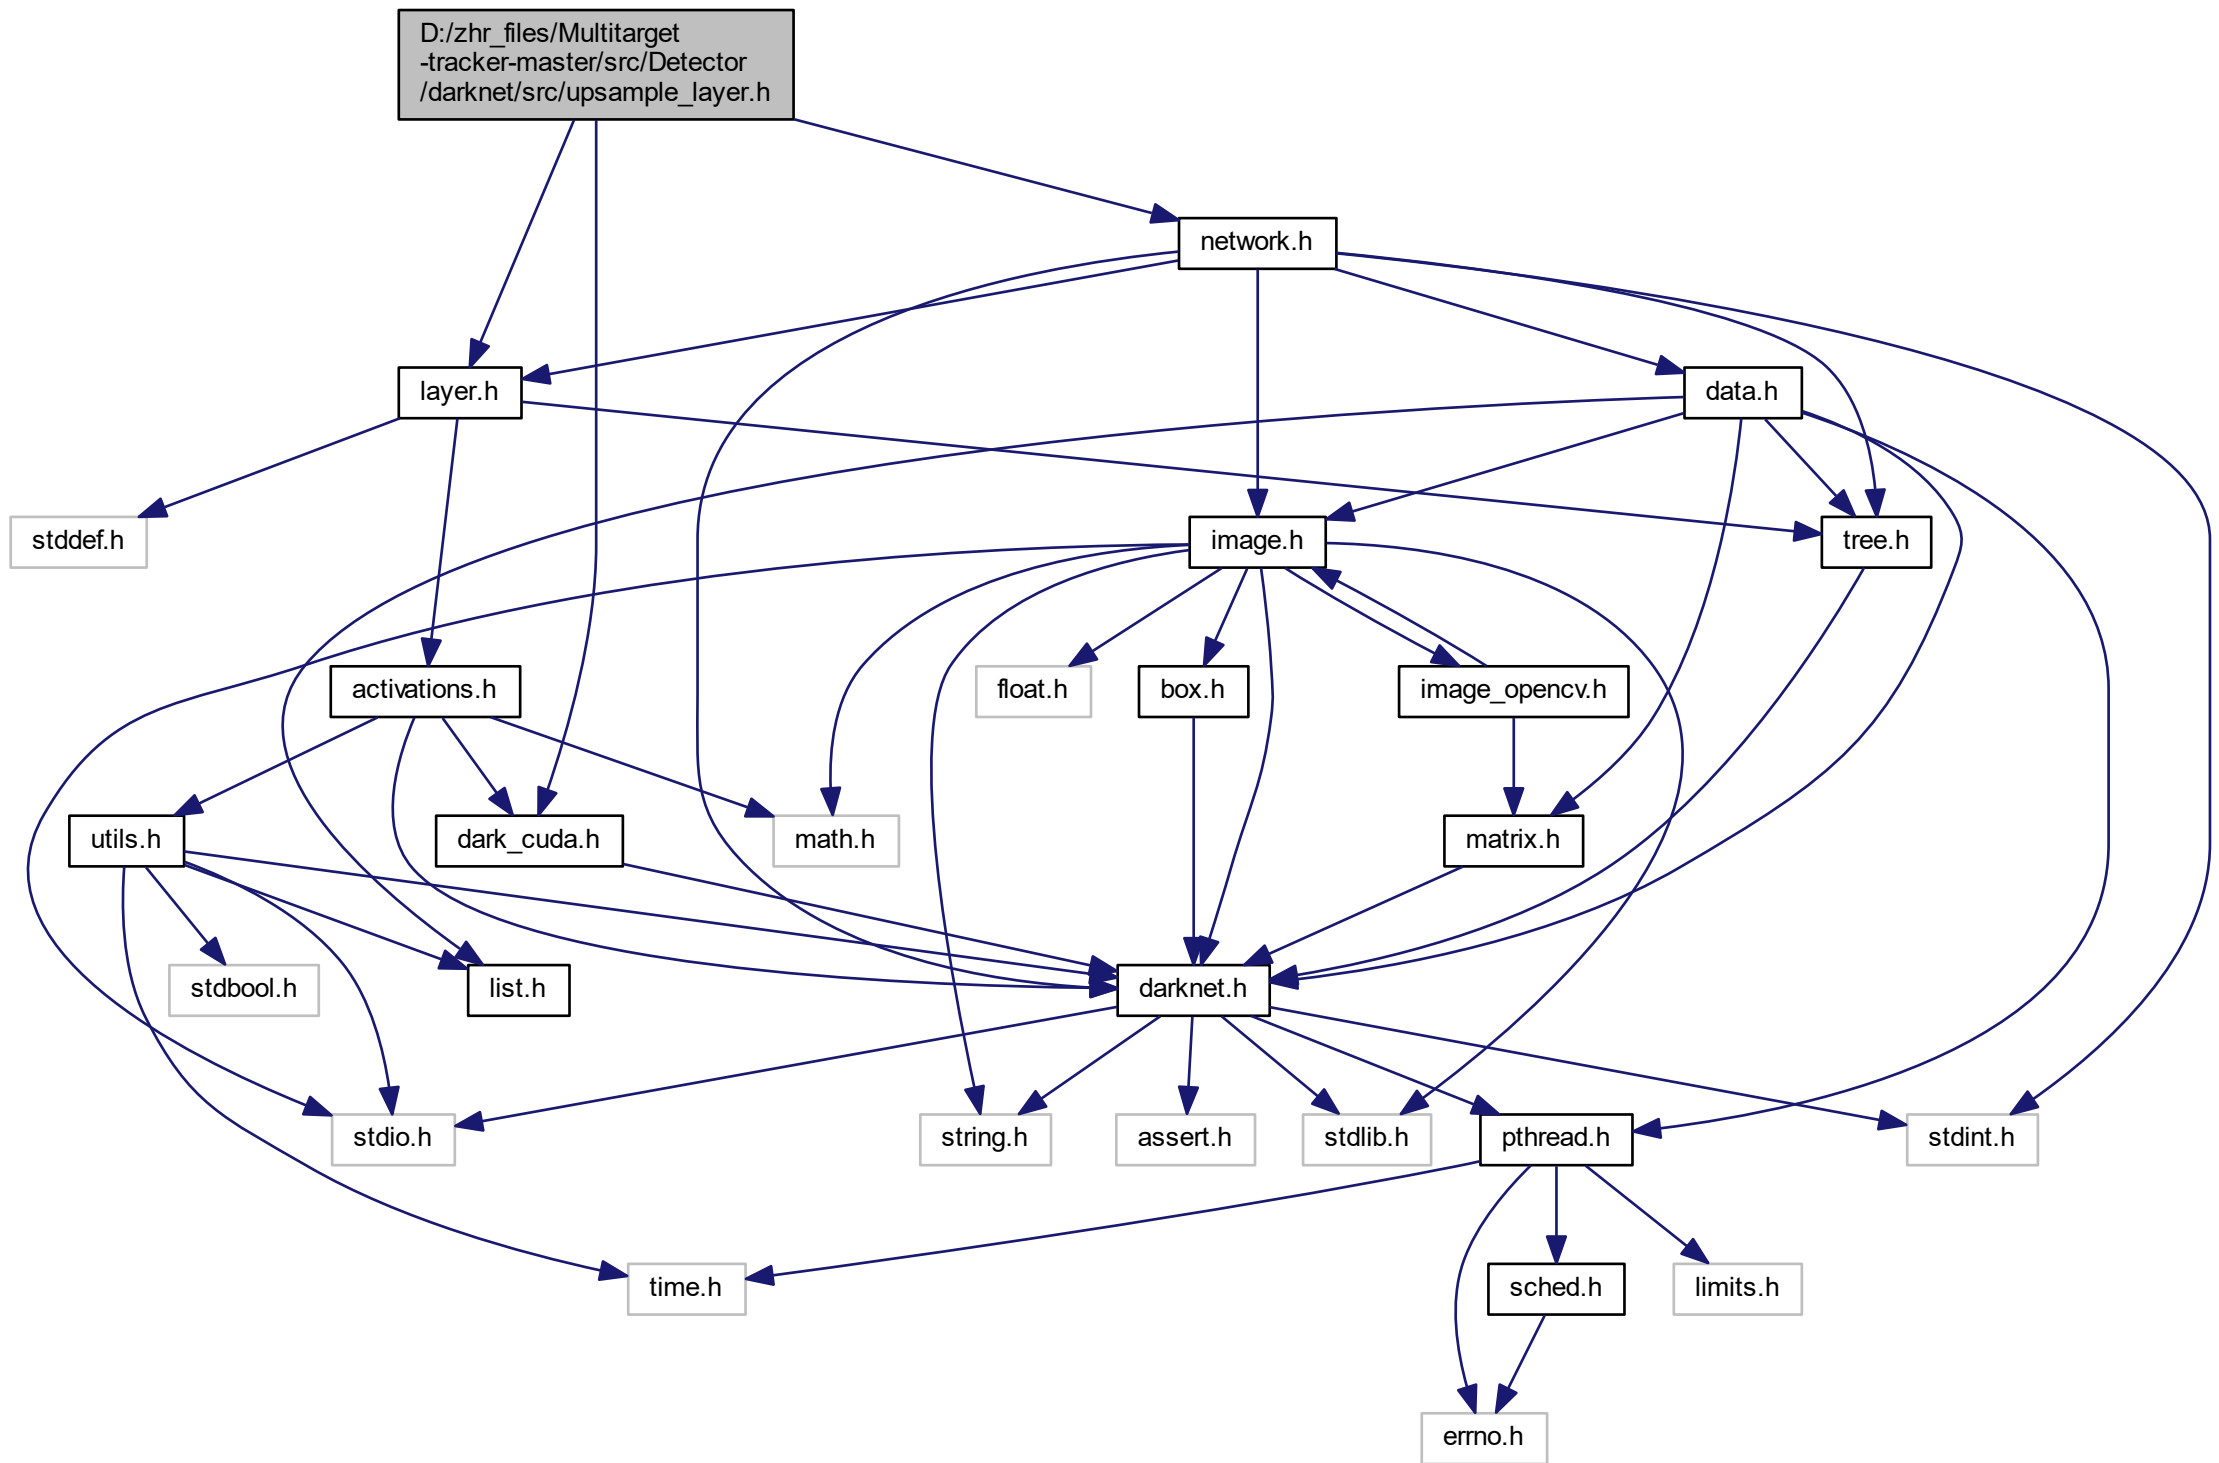 D:/zhr_files/Multitarget
-tracker-master/src/Detector
/darknet/src/upsample_layer.h
network.h
layer.h
data.h
stddef.h
image.h
tree.h
activations.h
float.h
box.h
image_opencv.h
utils.h
dark_cuda.h
math.h
matrix.h
stdbool.h
list.h
darknet.h
stdio.h
string.h
assert.h
stdlib.h
pthread.h
stdint.h
time.h
sched.h
limits.h
errno.h